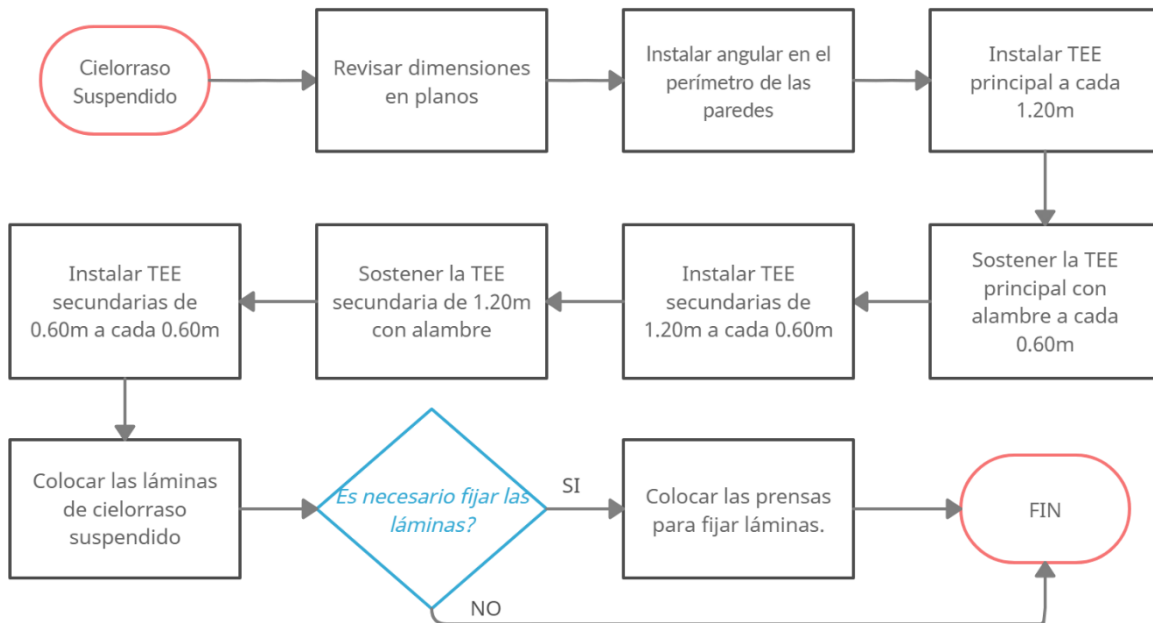 Cielorraso
Suspendido
Revisar dimensiones
en planos
Instalar angular en el
perímetro de las
paredes
Instalar TEE
principal a cada
1.20m
Sostener la TEE
principal con
alambre a cada
0.60m
Instalar TEE
secundarias de
1.20m a cada 0.60m
Sostener la TEE
secundaria de 1.20m
con alambre
Instalar TEE
secundarias de
0.60m a cada 0.60m
Colocar las láminas
de cielorraso
suspendido
Es necesario fijar las
láminas?
SI
Colocar las prensas
para fijar láminas.
FIN
NO